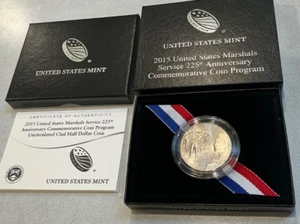 UNITED STATES MINT
UNITED STATES MINT
2015 United States Marshals
Service 225th Anniversary
Commemorative Coin Program
CERTIFICATE OF AUTHENTICITY
2015 United States Marshals Service 225th
Anniversary Commemorative Coin Program
Uncirculated Clad Half Dollar Coin
UNITED STATES MINT